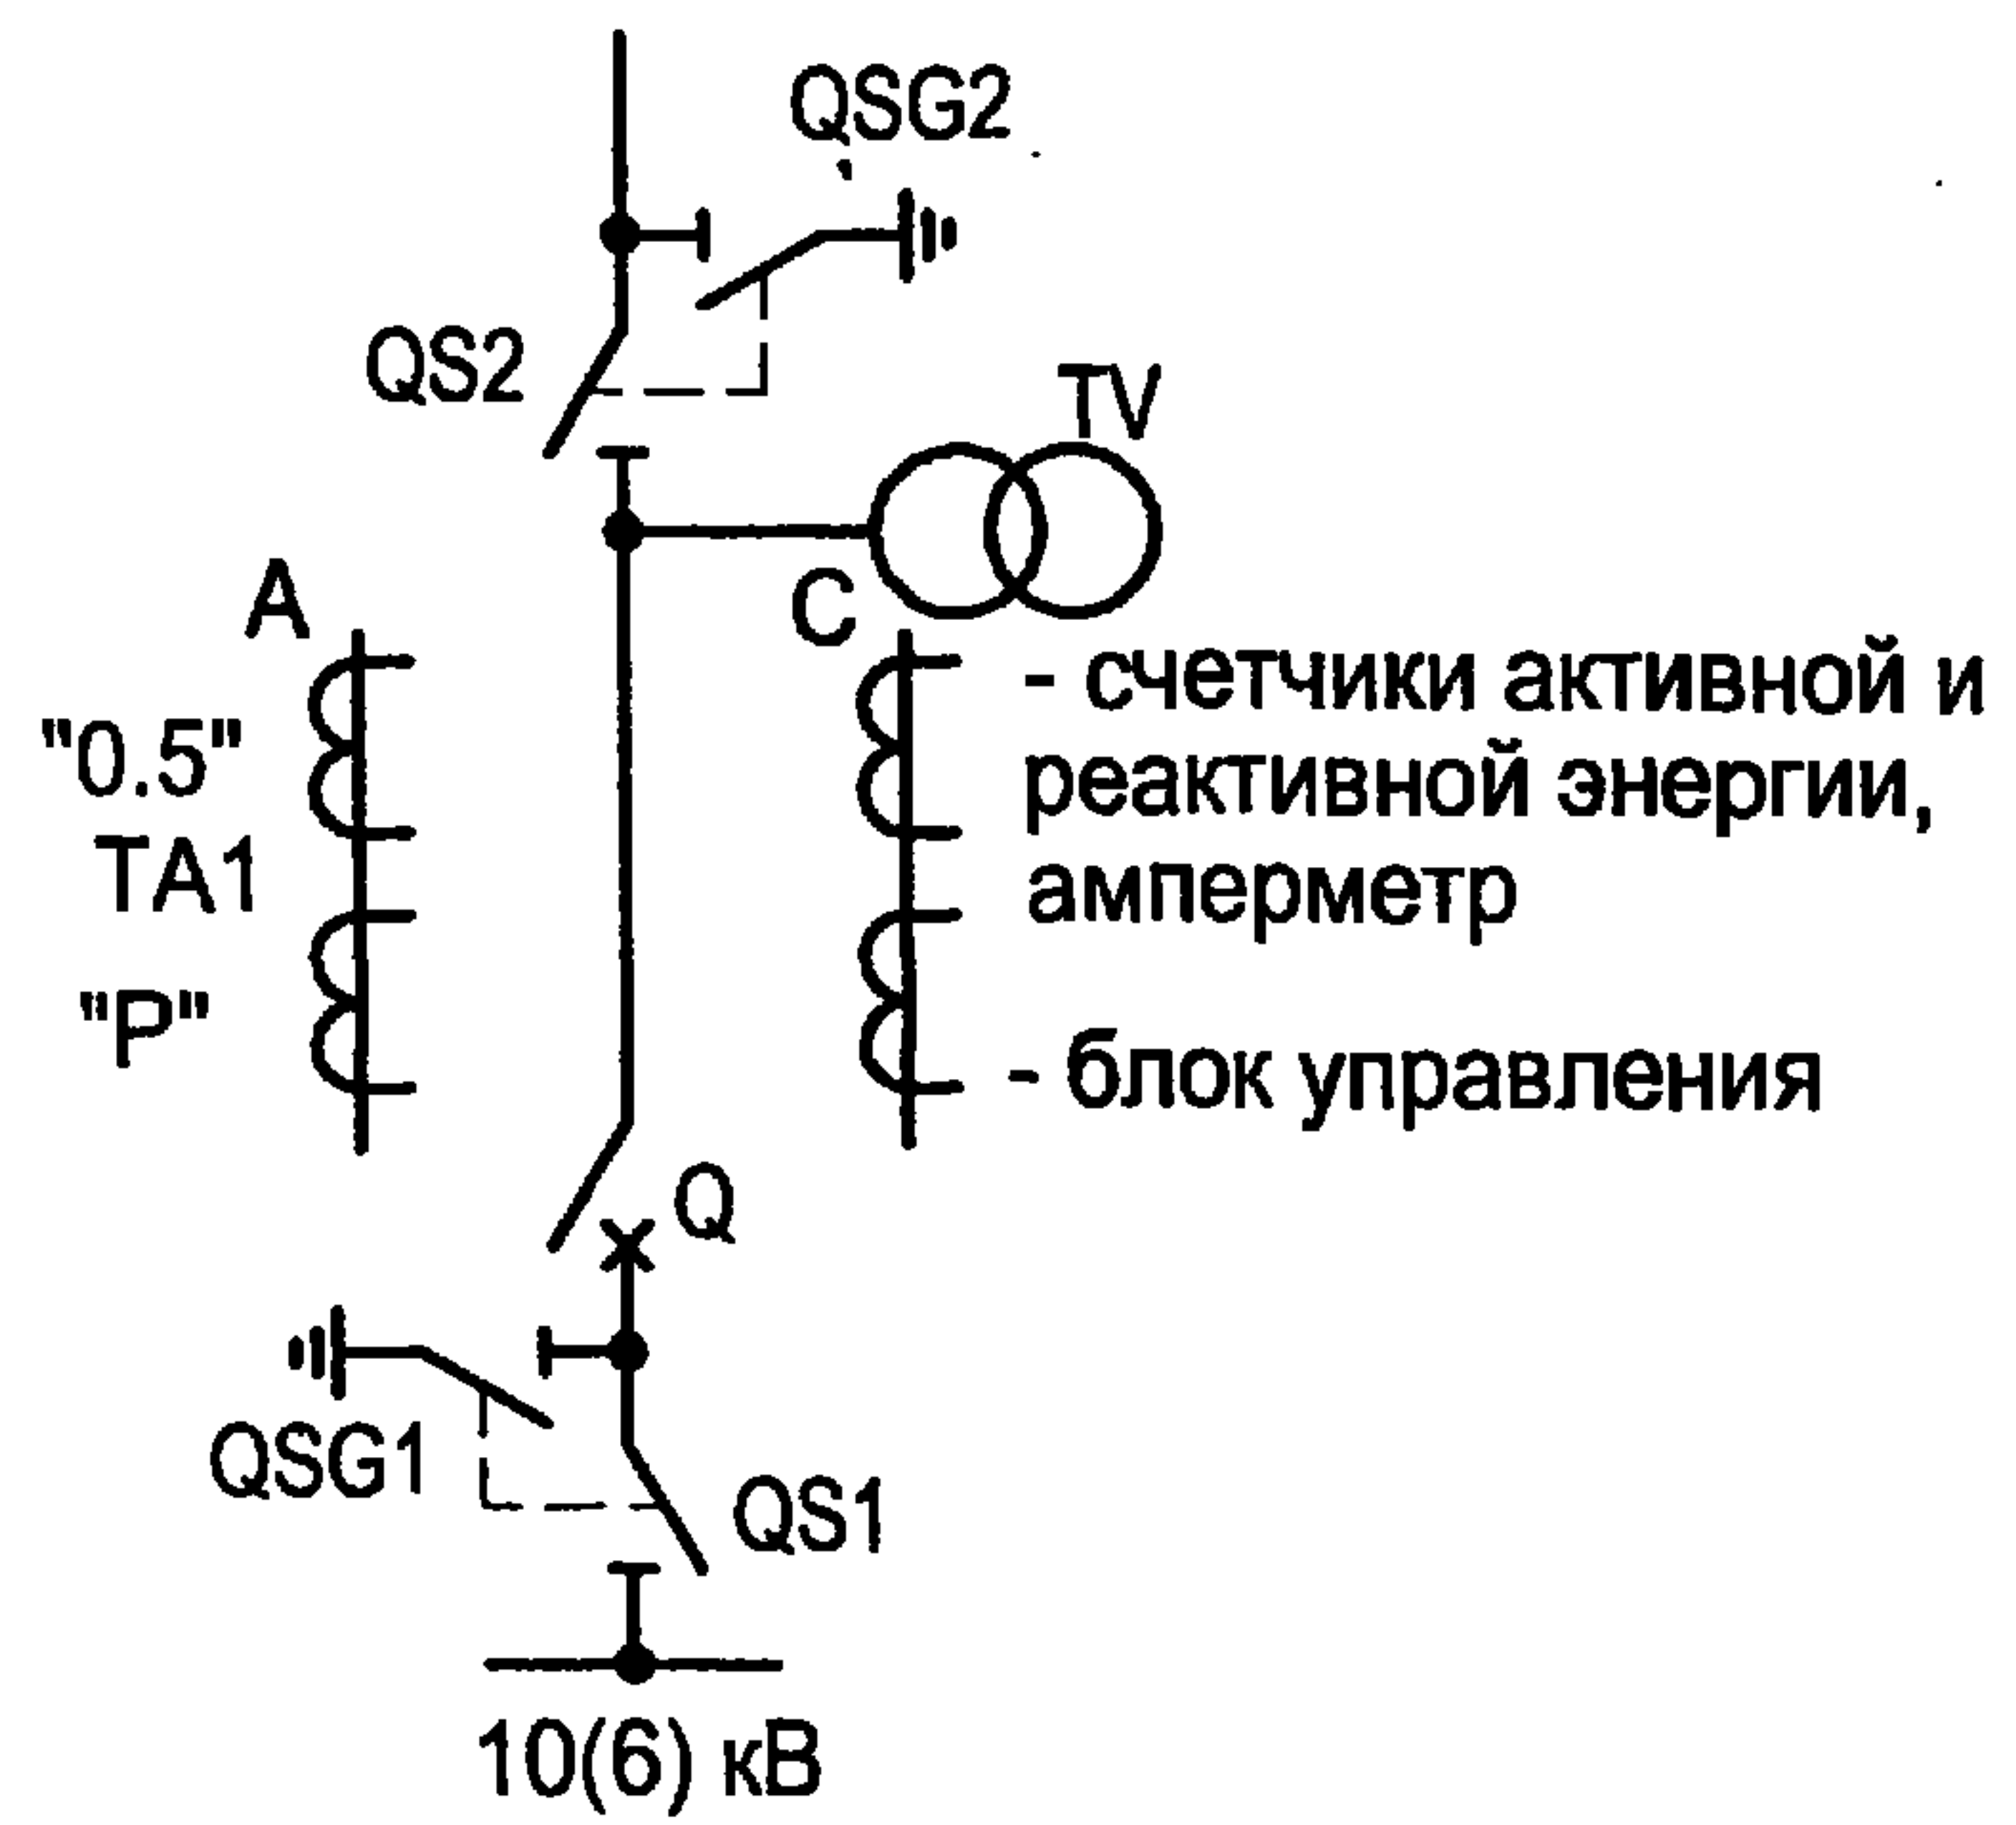 QSG2
QS2
TV
A
C
"0.5"
- счетчики активной и
реактивной энергии,
амперметр
TA1
"P"
- блок управления
Q
QSG1
QS1
10(6) кВ